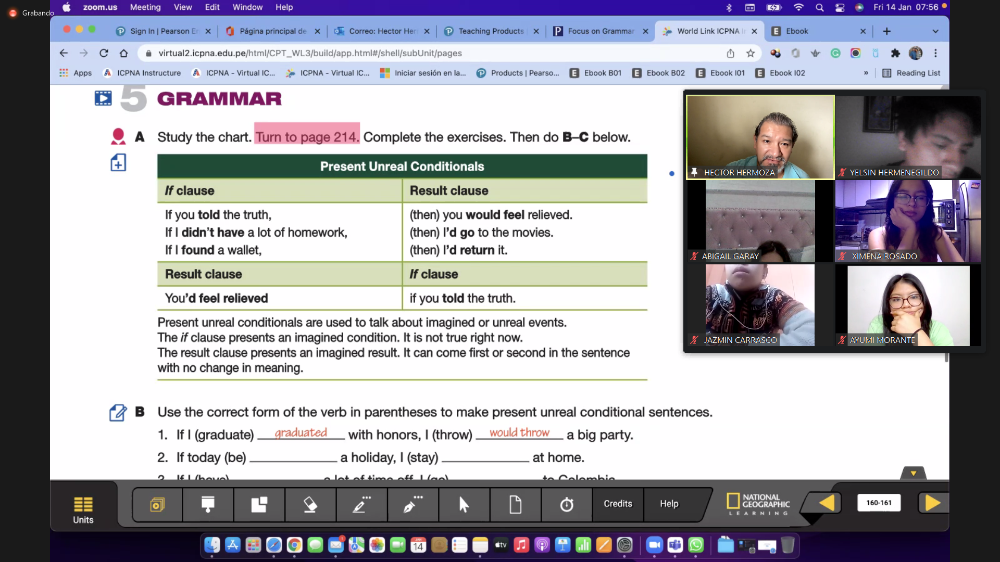 Grabando
zoom.us Meeting View Edit Window Help
Fri 14 Jan 07:56
Sign In | Pearson En
Página principal de
Correo: Hector Her
Teaching Products
Focus on Grammar
World Link ICPNA I
Ebook
virtual2.icpna.edu.pe/html/CPT_WL3/build/app.html#/shell/subUnit/pages
Apps
ICPNA Instructure
ICPNA - Virtual IC...
ICPNA - Virtual IC...
Iniciar sesión en la...
Products | Pearso...
Ebook B01
Ebook B02
Ebook I01
Ebook I02
»
Reading List
5 GRAMMAR
A Study the chart. Turn to page 214. Complete the exercises. Then do B–C below.
Present Unreal Conditionals
If clause Result clause
If you told the truth, (then) you would feel relieved.
If I didn't have a lot of homework, (then) I'd go to the movies.
If I found a wallet, (then) I'd return it.
Result clause If clause
You'd feel relieved if you told the truth.
Present unreal conditionals are used to talk about imagined or unreal events.
The if clause presents an imagined condition. It is not true right now.
The result clause presents an imagined result. It can come first or second in the sentence
with no change in meaning.
B Use the correct form of the verb in parentheses to make present unreal conditional sentences.
1. If I (graduate) graduated with honors, I (throw) would throw a big party.
2. If today (be) ____________ a holiday, I (stay) ____________ at home.
3. If I (have) a lot of time off, I (go) to Colombia.
HECTOR HERMOZA
YELSIN HERMENEGILDO
ABIGAIL GARAY
XIMENA ROSADO
JAZMIN CARRASCO
AYUMI MORANTE
Units
Credits
Help
NATIONAL
GEOGRAPHIC
LEARNING
160-161
1
JAN
14
tv